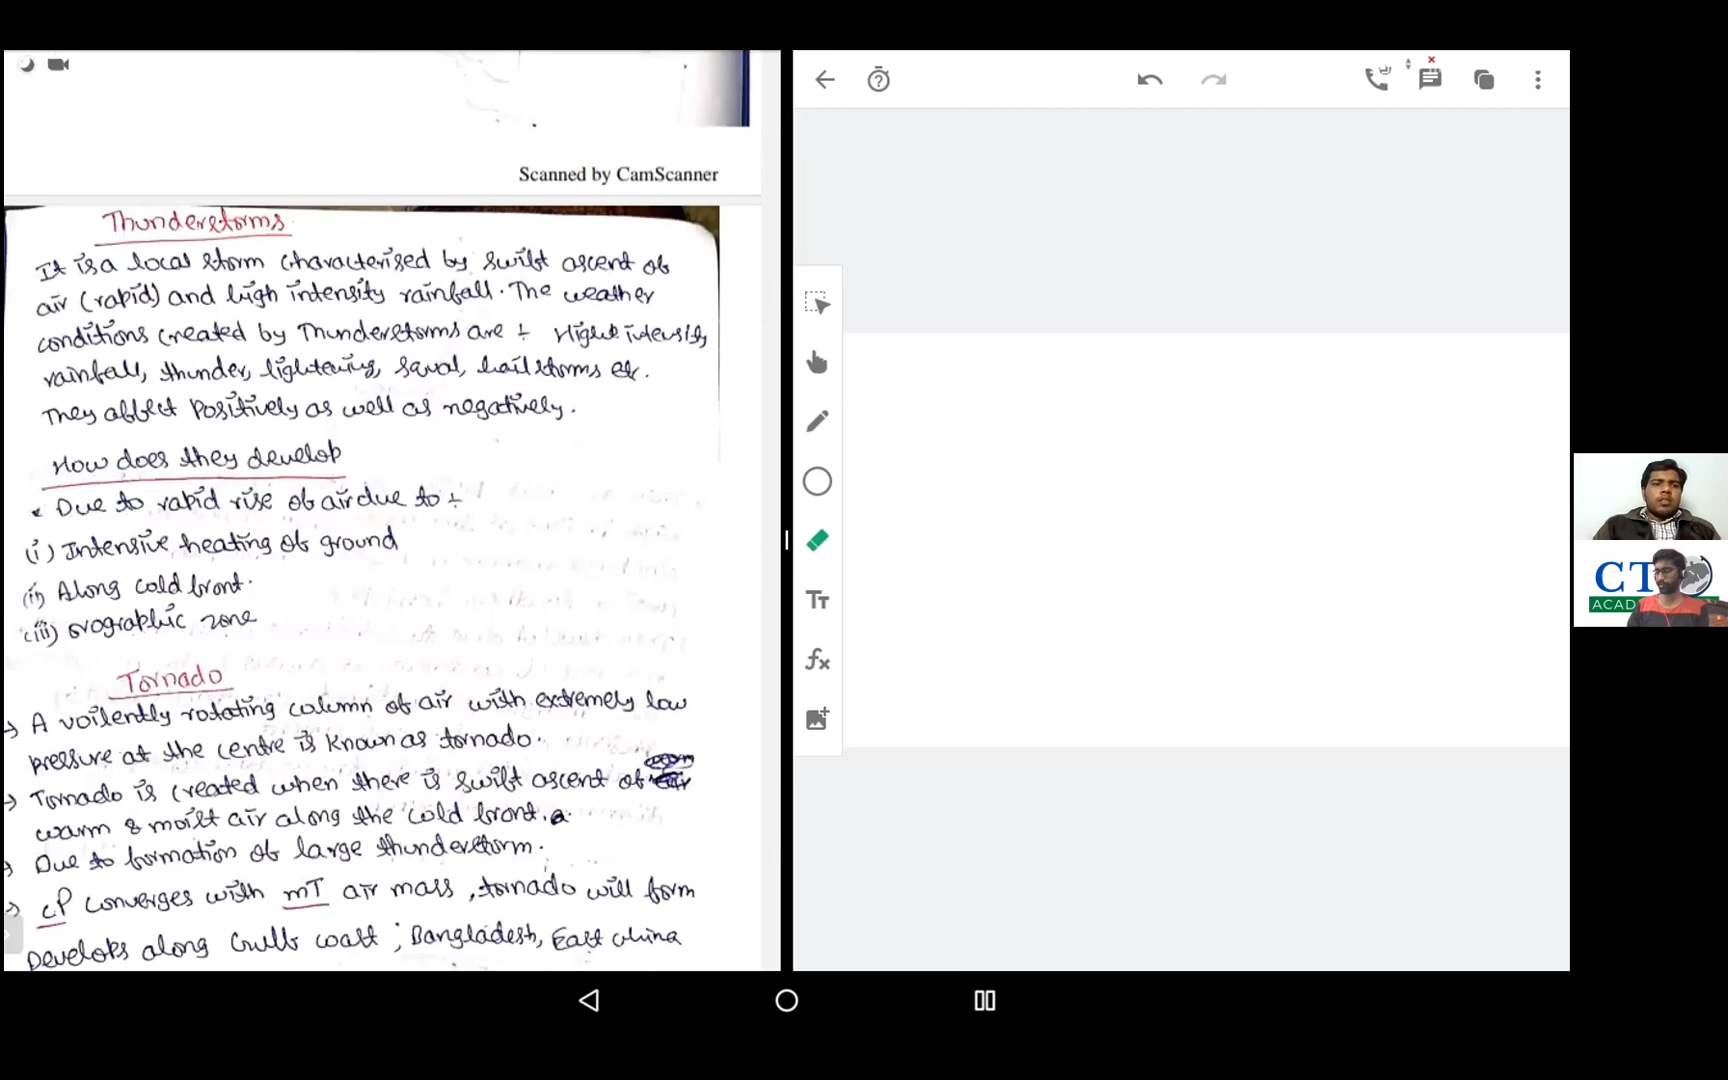 Scanned by CamScanner
Thunderstorms
It is a local storm characterised by swift ascent of
air (rapid) and high intensity rainfall. The weather
conditions created by Thunderstorms are ÷ Hight intensity
rainfall, thunder, lightening, squal, hailstorms etc.
They affect Positively as well as negatively.
How does they develop
Due to rapid rise of air due to ÷
(i) Intensive heating of ground
(ii) Along cold front.
(iii) orographic zone
Tornado
→ A voilently rotating column of air with extremely low
pressure at the centre is known as tornado.
→ Tornado is created when there is swift ascent of
warm & moist air along the cold front.
→ Due to formation of large thunderstorm.
→ cP converges with mT air mass, tornado will form
Develops along Gulf coast ; Bangladesh, East china
Tт
fx
CT
ACAD